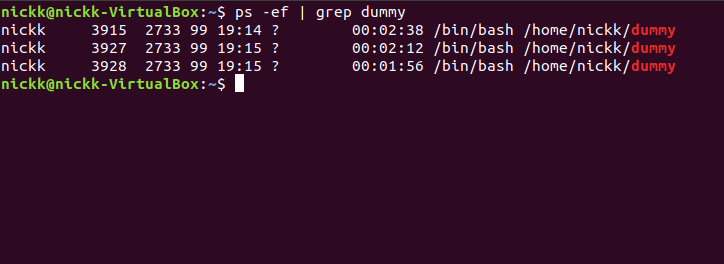 nickk@nickk-VirtualBox:~$ ps -ef | grep dummy
nickk     3915  2733 99 19:14 ?        00:02:38 /bin/bash /home/nickk/dummy
nickk     3927  2733 99 19:15 ?        00:02:12 /bin/bash /home/nickk/dummy
nickk     3928  2733 99 19:15 ?        00:01:56 /bin/bash /home/nickk/dummy
nickk@nickk-VirtualBox:~$